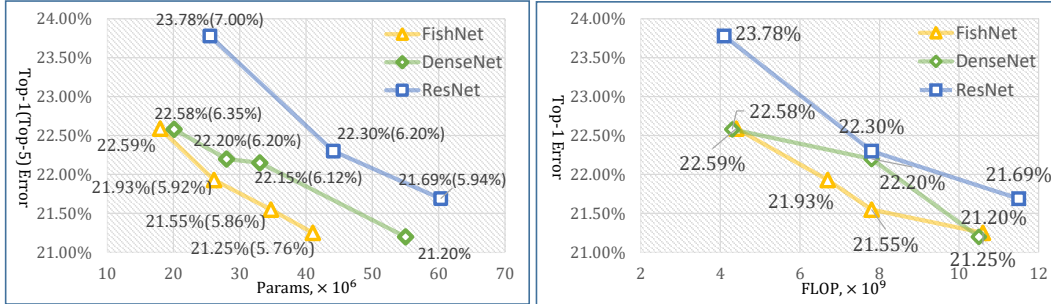 24.00%
23.50%
23.00%
22.50%
22.00%
21.50%
21.00%
Top-1(Top-5) Error
23.78%(7.00%)
FishNet
DenseNet
ResNet
22.58%(6.35%)
22.59%
22.20%(6.20%)
22.30%(6.20%)
22.15%(6.12%)
21.93%(5.92%)
21.69%(5.94%)
21.55%(5.86%)
21.25%(5.76%)
21.20%
10 20 30 40 50 60 70
Params, × 10⁶
24.00%
23.50%
23.00%
22.50%
22.00%
21.50%
21.00%
Top-1 Error
23.78%
FishNet
DenseNet
ResNet
22.58%
22.59%
22.30%
22.20%
21.93%
21.69%
21.55%
21.20%
21.25%
2 4 6 8 10 12
FLOP, × 10⁹